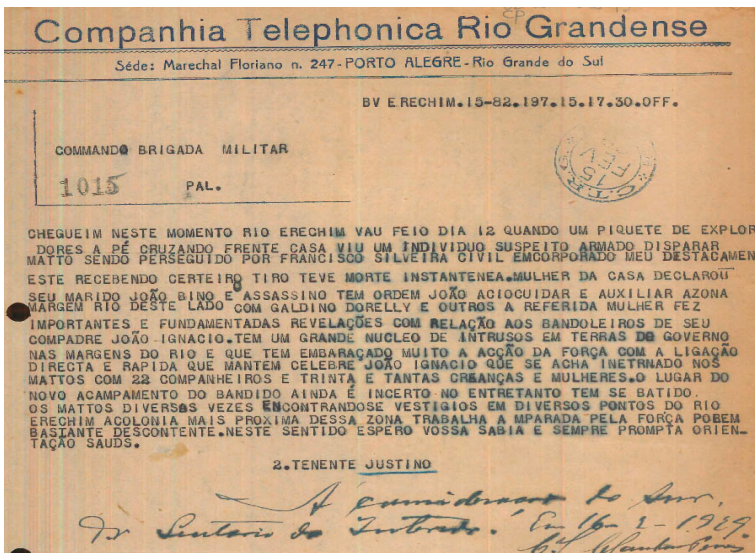 Companhia Telephonica Rio Grandense
Séde: Marechal Floriano n. 247-PORTO ALEGRE-Rio Grande do Sul
BV ERECHIM.15-82.197.15.17.30.OFF.
COMMANDO BRIGADA MILITAR
1015 PAL.
C.T.R.G.
CHEGUEIM NESTE MOMENTO RIO ERECHIM VAU FEIO DIA 12 QUANDO UM PIQUETE DE EXPLOR
DORES A PÉ CRUZANDO FRENTE CASA VIU UM INDIVIDUO SUSPEITO ARMADO DISPARAR
MATTO SENDO PERSEGUIDO POR FRANCISCO SILVEIRA CIVIL EMCORPORADO MEU DESTACAMEN
ESTE RECEBENDO CERTEIRO TIRO TEVE MORTE INSTANTENEA.MULHER DA CASA DECLAROU
SEU MARIDO JOÃO BINO E ASSASSINO TEM ORDEM JOÃO ACIOCUIDAR E AUXILIAR AZONA
MARGEM RIO DESTE LADO COM GALDINO DORELLY E OUTROS A REFERIDA MULHER FEZ
IMPORTANTES E FUNDAMENTADAS REVELAÇÕES COM RELAÇÃO AOS BANDOLEIROS DE SEU
COMPADRE JOÃO IGNACIO.TEM UM GRANDE NUCLEO DE INTRUSOS EM TERRAS DO GOVERNO
NAS MARGENS DO RIO E QUE TEM EMBARAÇADO MUITO A ACÇÃO DA FORÇA COM A LIGAÇÃO
DIRECTA E RAPIDA QUE MANTEM CELEBRE JOÃO IGNACIO QUE SE ACHA INETRNADO NOS
MATTOS COM 22 COMPANHEIROS E TRINTA E TANTAS CREANÇAS E MULHERES.O LUGAR DO
NOVO ACAMPAMENTO DO BANDIDO AINDA É INCERTO NO ENTRETANTO TEM SE BATIDO.
OS MATTOS DIVERSOS VEZES ENCONTRANDOSE VESTIGIOS EM DIVERSOS PONTOS DO RIO
ERECHIM ACOLONIA MAIS PROXIMA DESSA ZONA TRABALHA A MPARADA PELA FORÇA POBEM
BASIANTE DESCONTENTE.NESTE SENTIDO ESPERO VOSSA SABIA E SEMPRE PROMPTA ORIEN-
TAÇÃO SAUDS.
2.TENENTE JUSTINO
A consideração do Snr.
Dr do Interior. Em 16-2-1929